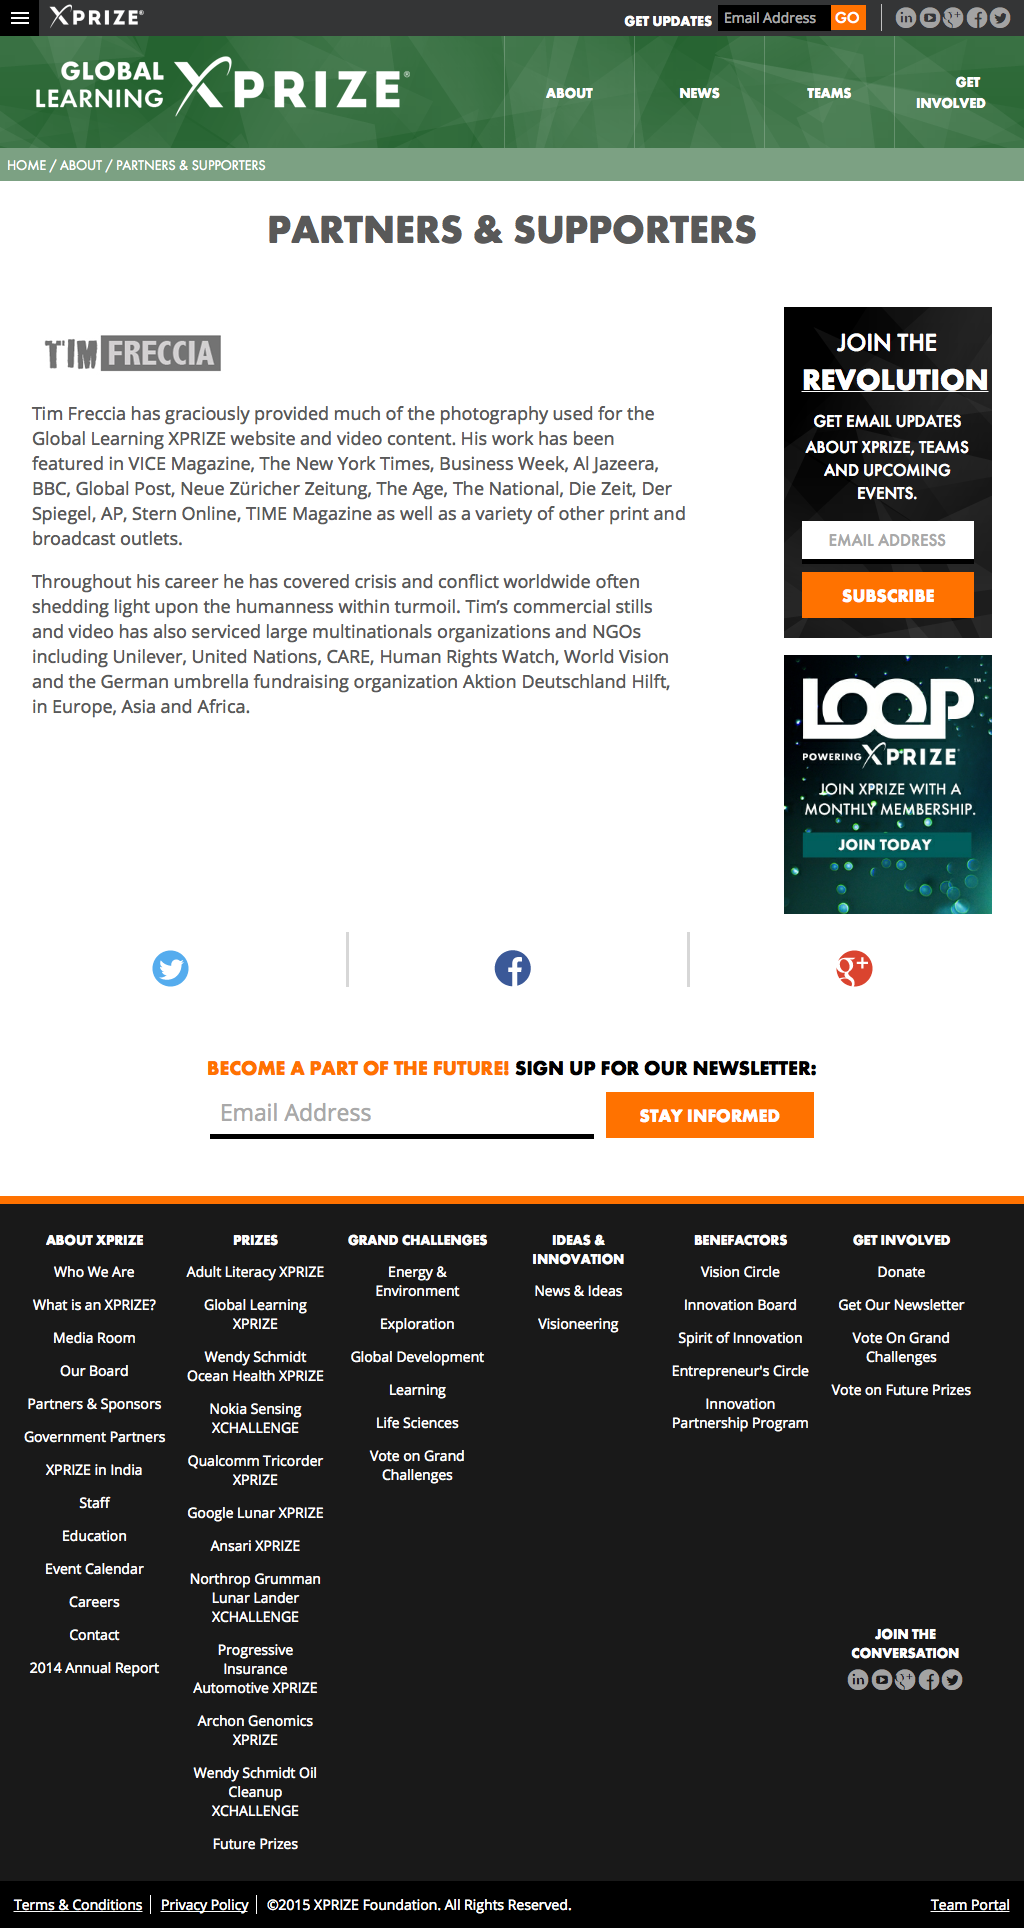 XPRIZE®
GET UPDATES Email Address GO
GLOBAL LEARNING XPRIZE®
ABOUT
NEWS
TEAMS
GET
INVOLVED
HOME / ABOUT / PARTNERS & SUPPORTERS
PARTNERS & SUPPORTERS
TIM FRECCIA
Tim Freccia has graciously provided much of the photography used for the
Global Learning XPRIZE website and video content. His work has been
featured in VICE Magazine, The New York Times, Business Week, Al Jazeera,
BBC, Global Post, Neue Züricher Zeitung, The Age, The National, Die Zeit, Der
Spiegel, AP, Stern Online, TIME Magazine as well as a variety of other print and
broadcast outlets.
Throughout his career he has covered crisis and conflict worldwide often
shedding light upon the humanness within turmoil. Tim’s commercial stills
and video has also serviced large multinationals organizations and NGOs
including Unilever, United Nations, CARE, Human Rights Watch, World Vision
and the German umbrella fundraising organization Aktion Deutschland Hilft,
in Europe, Asia and Africa.
JOIN THE
REVOLUTION
GET EMAIL UPDATES
ABOUT XPRIZE, TEAMS
AND UPCOMING
EVENTS.
EMAIL ADDRESS
SUBSCRIBE
LOOP™
POWERING XPRIZE
JOIN XPRIZE WITH A
MONTHLY MEMBERSHIP.
JOIN TODAY
BECOME A PART OF THE FUTURE! SIGN UP FOR OUR NEWSLETTER:
Email Address
STAY INFORMED
ABOUT XPRIZE
Who We Are
What is an XPRIZE?
Media Room
Our Board
Partners & Sponsors
Government Partners
XPRIZE in India
Staff
Education
Event Calendar
Careers
Contact
2014 Annual Report
PRIZES
Adult Literacy XPRIZE
Global Learning
XPRIZE
Wendy Schmidt
Ocean Health XPRIZE
Nokia Sensing
XCHALLENGE
Qualcomm Tricorder
XPRIZE
Google Lunar XPRIZE
Ansari XPRIZE
Northrop Grumman
Lunar Lander
XCHALLENGE
Progressive
Insurance
Automotive XPRIZE
Archon Genomics
XPRIZE
Wendy Schmidt Oil
Cleanup
XCHALLENGE
Future Prizes
GRAND CHALLENGES
Energy &
Environment
Exploration
Global Development
Learning
Life Sciences
Vote on Grand
Challenges
IDEAS &
INNOVATION
News & Ideas
Visioneering
BENEFACTORS
Vision Circle
Innovation Board
Spirit of Innovation
Entrepreneur's Circle
Innovation
Partnership Program
GET INVOLVED
Donate
Get Our Newsletter
Vote On Grand
Challenges
Vote on Future Prizes
JOIN THE
CONVERSATION
Terms & Conditions Privacy Policy ©2015 XPRIZE Foundation. All Rights Reserved. Team Portal